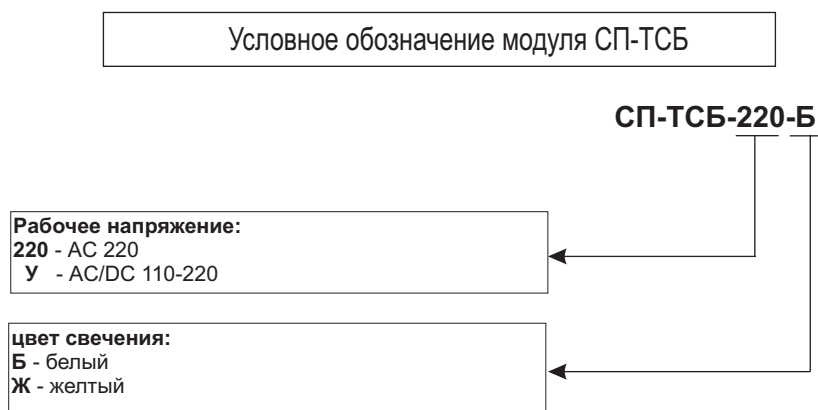 Условное обозначение модуля СП-ТСБ
СП-ТСБ-220-Б
Рабочее напряжение:
220 - AC 220
У - AC/DC 110-220
цвет свечения:
Б - белый
Ж - желтый